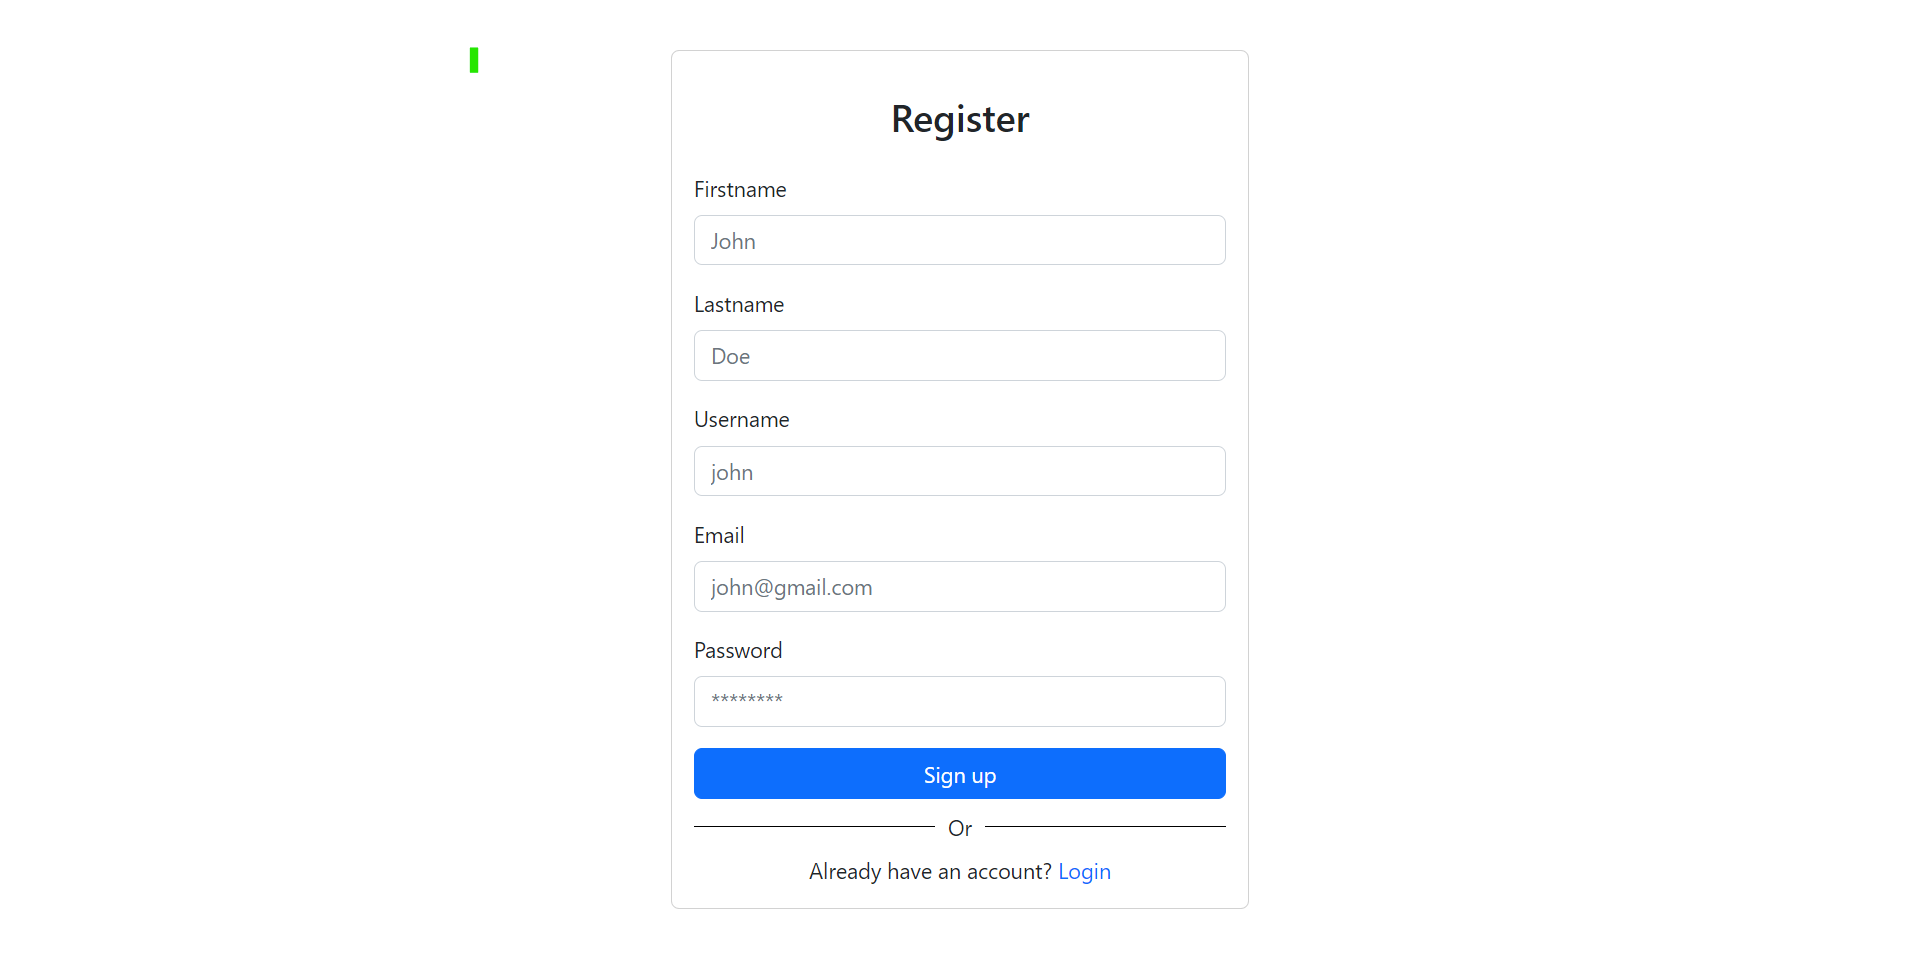 Register
Firstname
John
Lastname
Doe
Username
john
Email
john@gmail.com
Password
********
Sign up
Or
Already have an account? Login